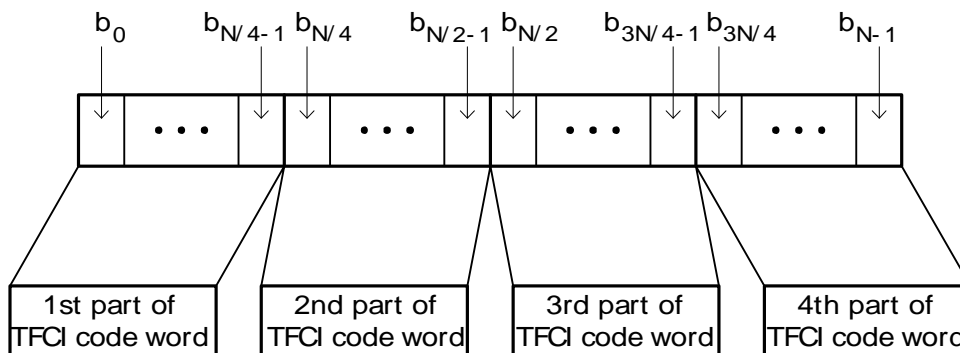 b0 bN/4-1 bN/4 bN/2-1 bN/2 b3N/4-1 b3N/4 bN-1
1st part of TFCI code word
2nd part of TFCI code word
3rd part of TFCI code word
4th part of TFCI code word